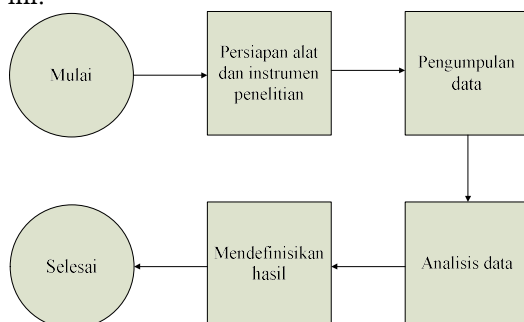 ini.
Mulai
Persiapan alat
dan instrumen
penelitian
Pengumpulan
data
Analisis data
Mendefinisikan
hasil
Selesai